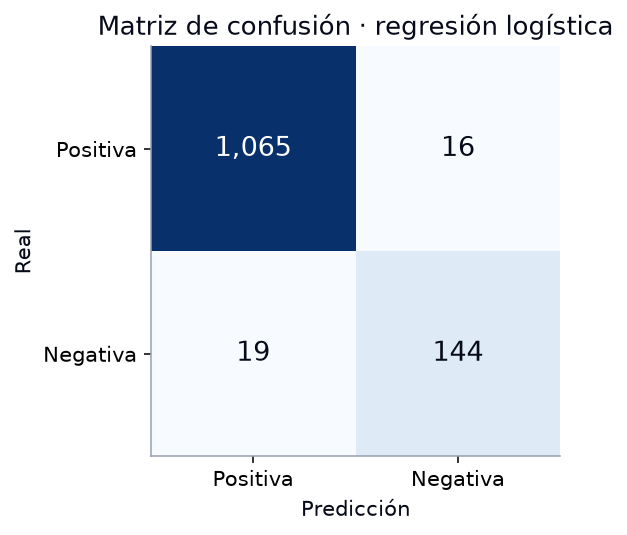 Matriz de confusión · regresión logística
Positiva
1,065
16
Real
Negativa
19
144
Positiva
Negativa
Predicción